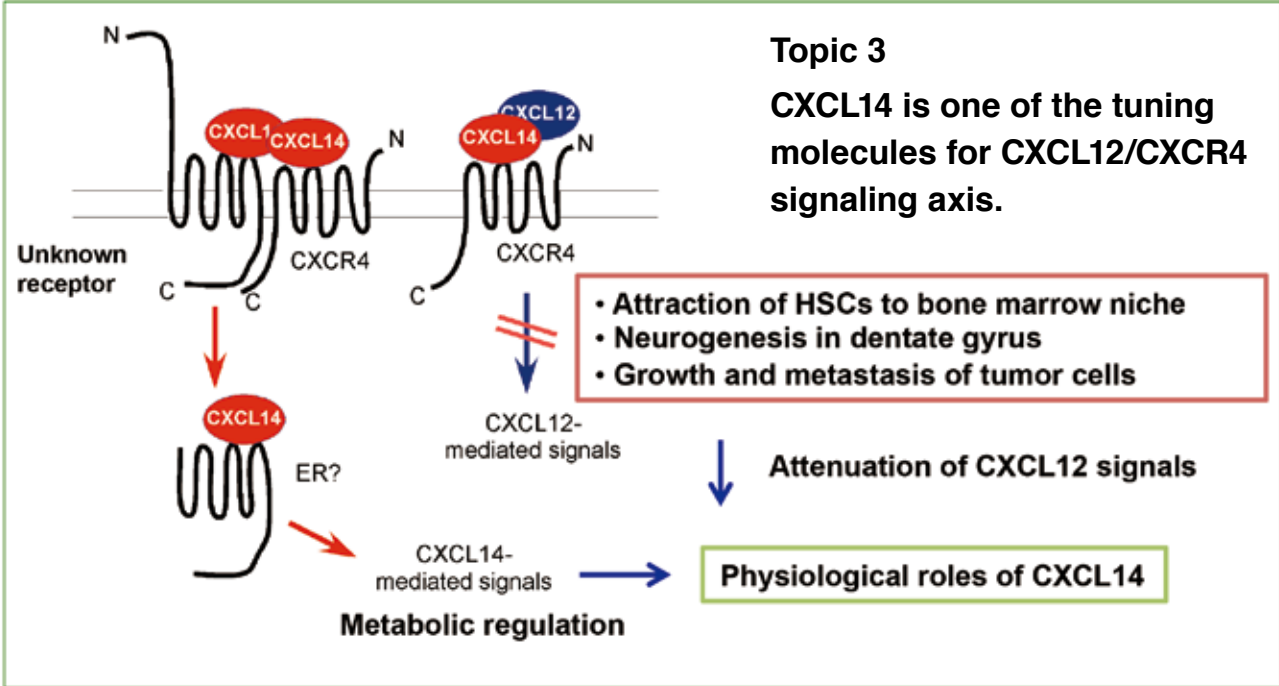 Topic 3
CXCL14 is one of the tuning
molecules for CXCL12/CXCR4
signaling axis.
N
CXCL1
CXCL14
N
CXCL12
CXCL14
N
Unknown
receptor
CXCR4
CXCR4
C
C
C
• Attraction of HSCs to bone marrow niche
• Neurogenesis in dentate gyrus
• Growth and metastasis of tumor cells
CXCL14
ER?
CXCL12-
mediated signals
Attenuation of CXCL12 signals
CXCL14-
mediated signals
Physiological roles of CXCL14
Metabolic regulation